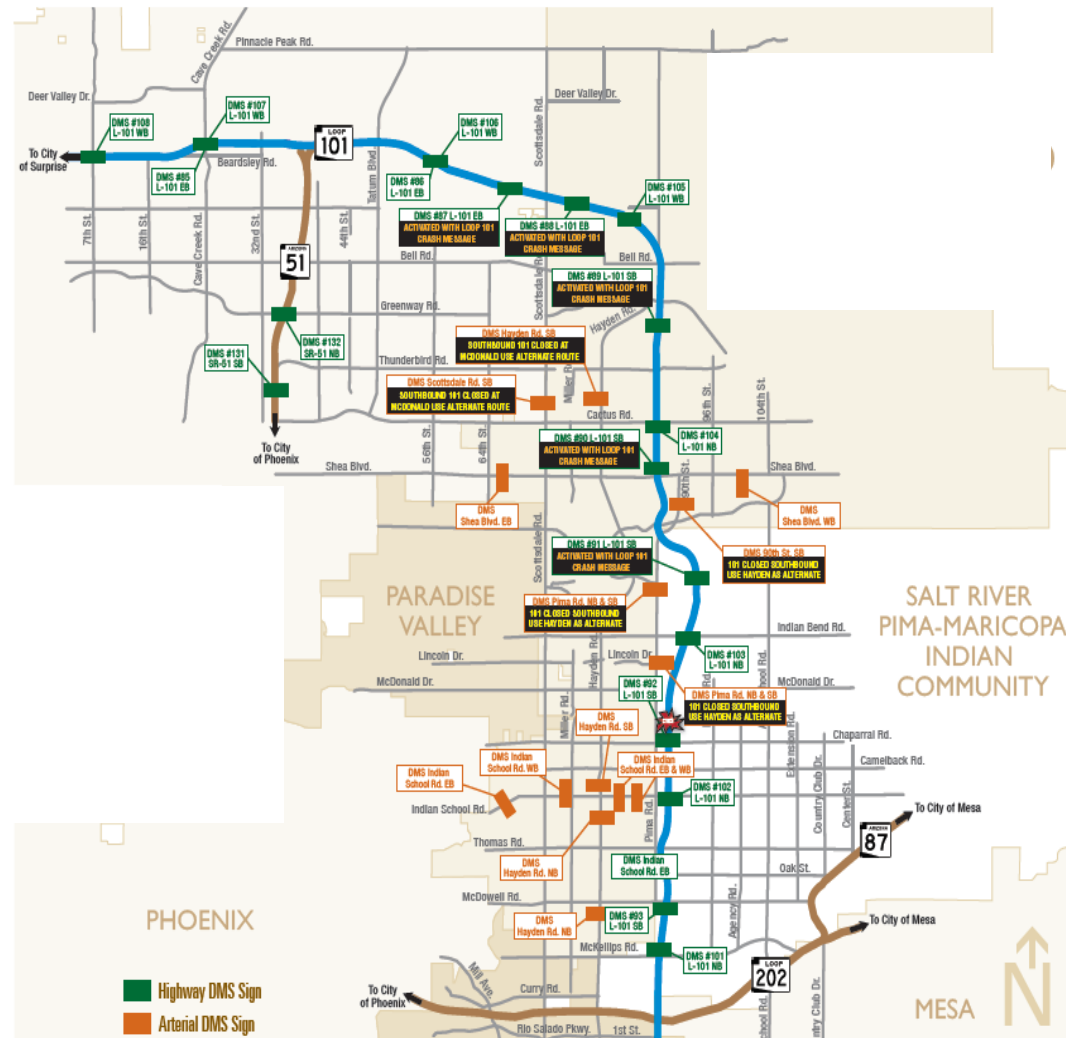 Pinnacle Peak Rd.
Cave Creek Rd.
Deer Valley Dr.
Deer Valley Dr.
DMS #108
L-101 WB
DMS #107
L-101 WB
DMS #106
L-101 WB
LOOP
101
To City
of Surprise
Beardsley Rd.
DMS #85
L-101 EB
Tatum Blvd.
DMS #86
L-101 EB
Scottsdale Rd.
DMS #105
L-101 WB
DMS #87 L-101 EB
ACTIVATED WITH LOOP 101
CRASH MESSAGE
DMS #88 L-101 EB
ACTIVATED WITH LOOP 101
CRASH MESSAGE
7th St.
16th St.
Cave Creek Rd.
32nd St.
44th St.
ARIZONA
51
Bell Rd.
Bell Rd.
Scottsdale Rd.
DMS #89 L-101 SB
ACTIVATED WITH LOOP 101
CRASH MESSAGE
Greenway Rd.
Hayden Rd.
DMS #132
SR-51 NB
DMS #131
SR-51 SB
DMS Hayden Rd. SB
SOUTHBOUND 101 CLOSED AT
MCDONALD USE ALTERNATE ROUTE
Thunderbird Rd.
Miller Rd.
DMS Scottsdale Rd. SB
SOUTHBOUND 101 CLOSED AT
MCDONALD USE ALTERNATE ROUTE
96th St.
104th St.
Cactus Rd.
To City
of Phoenix
56th St.
64th St.
DMS #90 L-101 SB
ACTIVATED WITH LOOP 101
CRASH MESSAGE
DMS #104
L-101 NB
Shea Blvd.
Shea Blvd.
90th St.
DMS
Shea Blvd. EB
DMS
Shea Blvd. WB
Scottsdale Rd.
DMS #91 L-101 SB
ACTIVATED WITH LOOP 101
CRASH MESSAGE
DMS 90th St. SB
101 CLOSED SOUTHBOUND
USE HAYDEN AS ALTERNATE
PARADISE
VALLEY
DMS Pima Rd. NB & SB
101 CLOSED SOUTHBOUND
USE HAYDEN AS ALTERNATE
SALT RIVER
PIMA-MARICOPA
INDIAN
COMMUNITY
Indian Bend Rd.
Lincoln Dr.
Hayden Rd.
Lincoln Dr.
DMS #103
L-101 NB
McDonald Dr.
McDonald Dr.
DMS #92
L-101 SB
DMS Pima Rd. NB & SB
101 CLOSED SOUTHBOUND
USE HAYDEN AS ALTERNATE
Miller Rd.
DMS
Hayden Rd. SB
Extension Rd.
Chaparral Rd.
DMS Indian
School Rd. WB
DMS Indian
School Rd. EB & WB
Camelback Rd.
DMS Indian
School Rd. EB
Indian School Rd.
DMS #102
L-101 NB
Pima Rd.
Country Club Dr.
Center St.
To City of Mesa
ARIZONA
87
Thomas Rd.
DMS
Hayden Rd. NB
DMS Indian
School Rd. EB
Oak St.
McDowell Rd.
Agency Rd.
DMS
Hayden Rd. NB
DMS #93
L-101 SB
To City of Mesa
PHOENIX
McKellips Rd.
DMS #101
L-101 NB
LOOP
202
Mill Ave.
Curry Rd.
To City
of Phoenix
Rio Salado Pkwy.
1st St.
MESA
N
Highway DMS Sign
Arterial DMS Sign